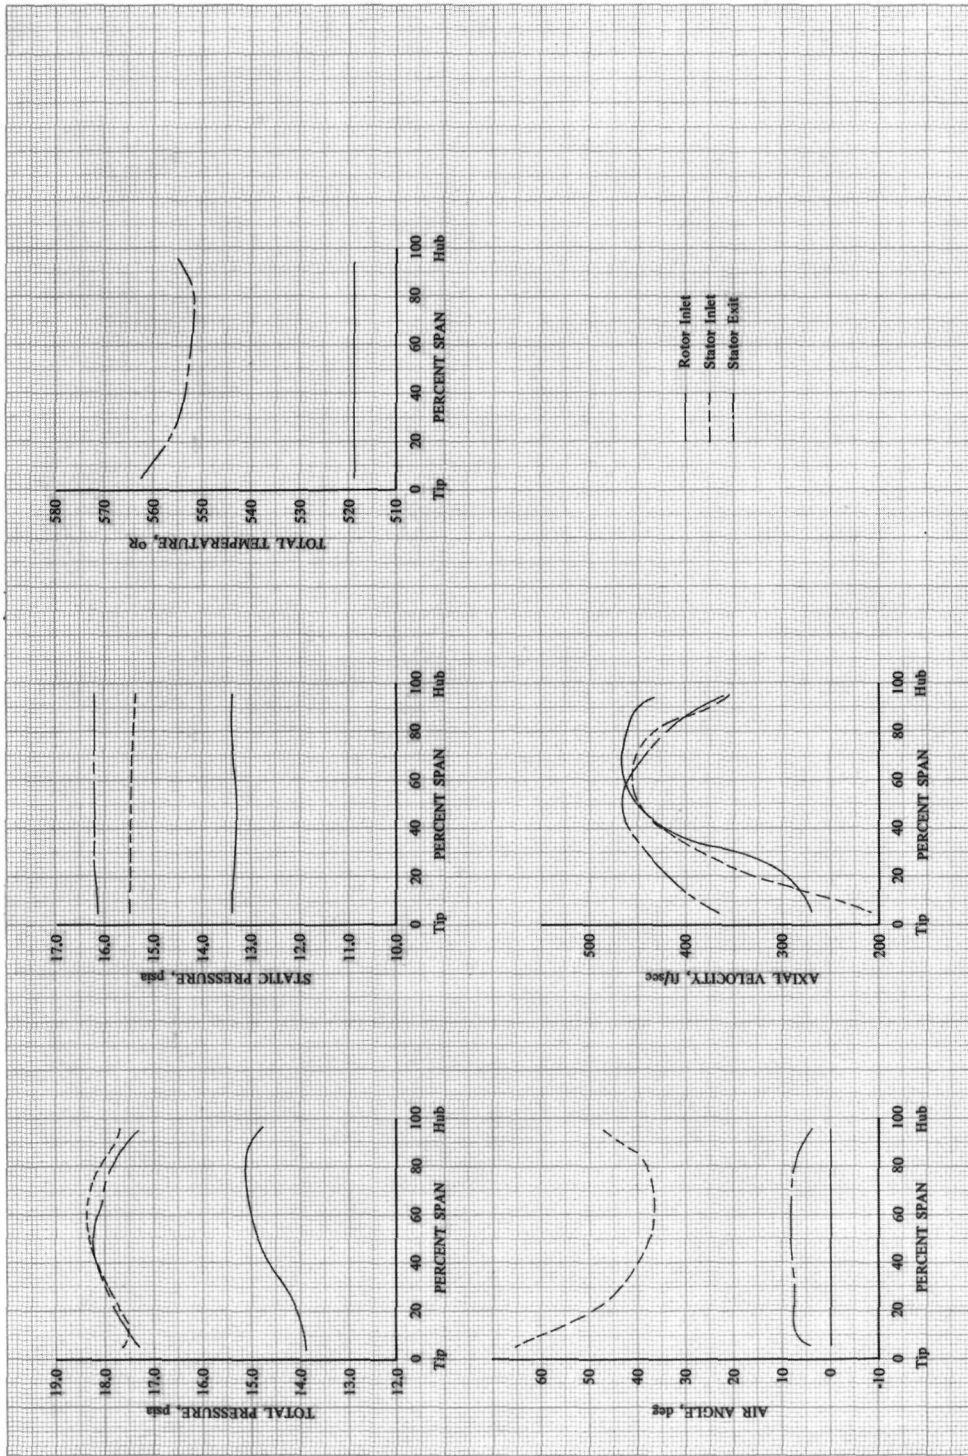 19.0
18.0
17.0
16.0
15.0
14.0
13.0
12.0
TOTAL PRESSURE, psia
0 20 40 60 80 100
Tip PERCENT SPAN Hub
17.0
16.0
15.0
14.0
13.0
12.0
11.0
10.0
STATIC PRESSURE, psia
0 20 40 60 80 100
Tip PERCENT SPAN Hub
580
570
560
550
540
530
520
510
TOTAL TEMPERATURE, °R
0 20 40 60 80 100
Tip PERCENT SPAN Hub
60
50
40
30
20
10
0
-10
AIR ANGLE, deg
0 20 40 60 80 100
Tip PERCENT SPAN Hub
500
400
300
200
AXIAL VELOCITY, ft/sec
0 20 40 60 80 100
Tip PERCENT SPAN Hub
Rotor Inlet
Stator Inlet
Stator Exit